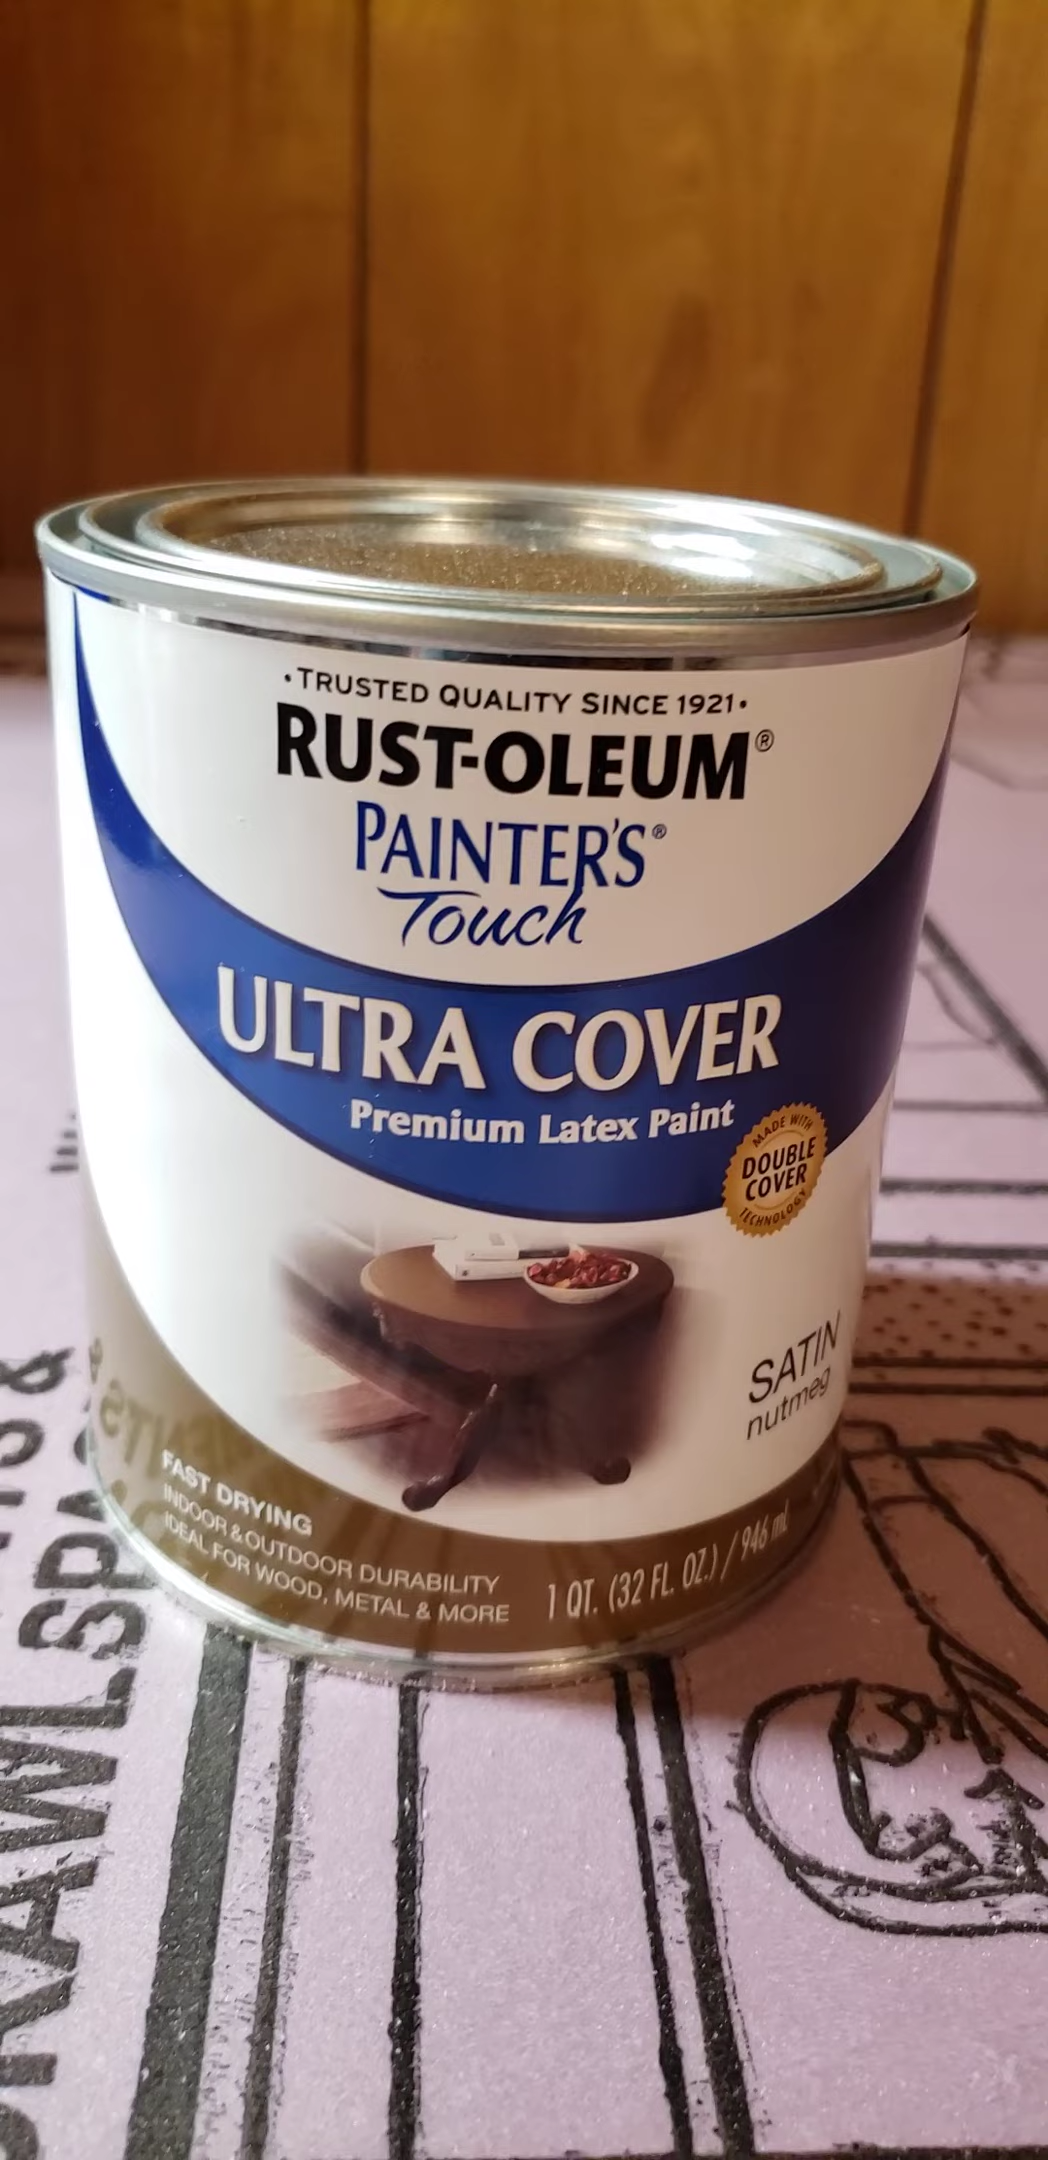 •TRUSTED QUALITY SINCE 1921•
RUST-OLEUM®
PAINTER'S®
Touch
ULTRA COVER
Premium Latex Paint
MADE WITH
DOUBLE
COVER
TECHNOLOGY
SATIN
nutmeg
FAST DRYING
INDOOR & OUTDOOR DURABILITY
IDEAL FOR WOOD, METAL & MORE
1 QT. (32 FL. OZ.) / 946 ml